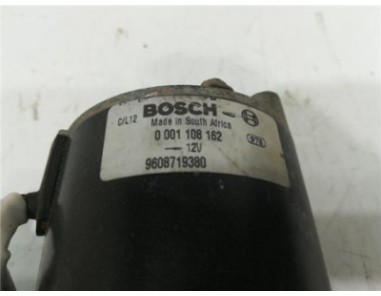 BOSCH
C/L12 Made in South Africa
0 001 108 162
12V
9608719380